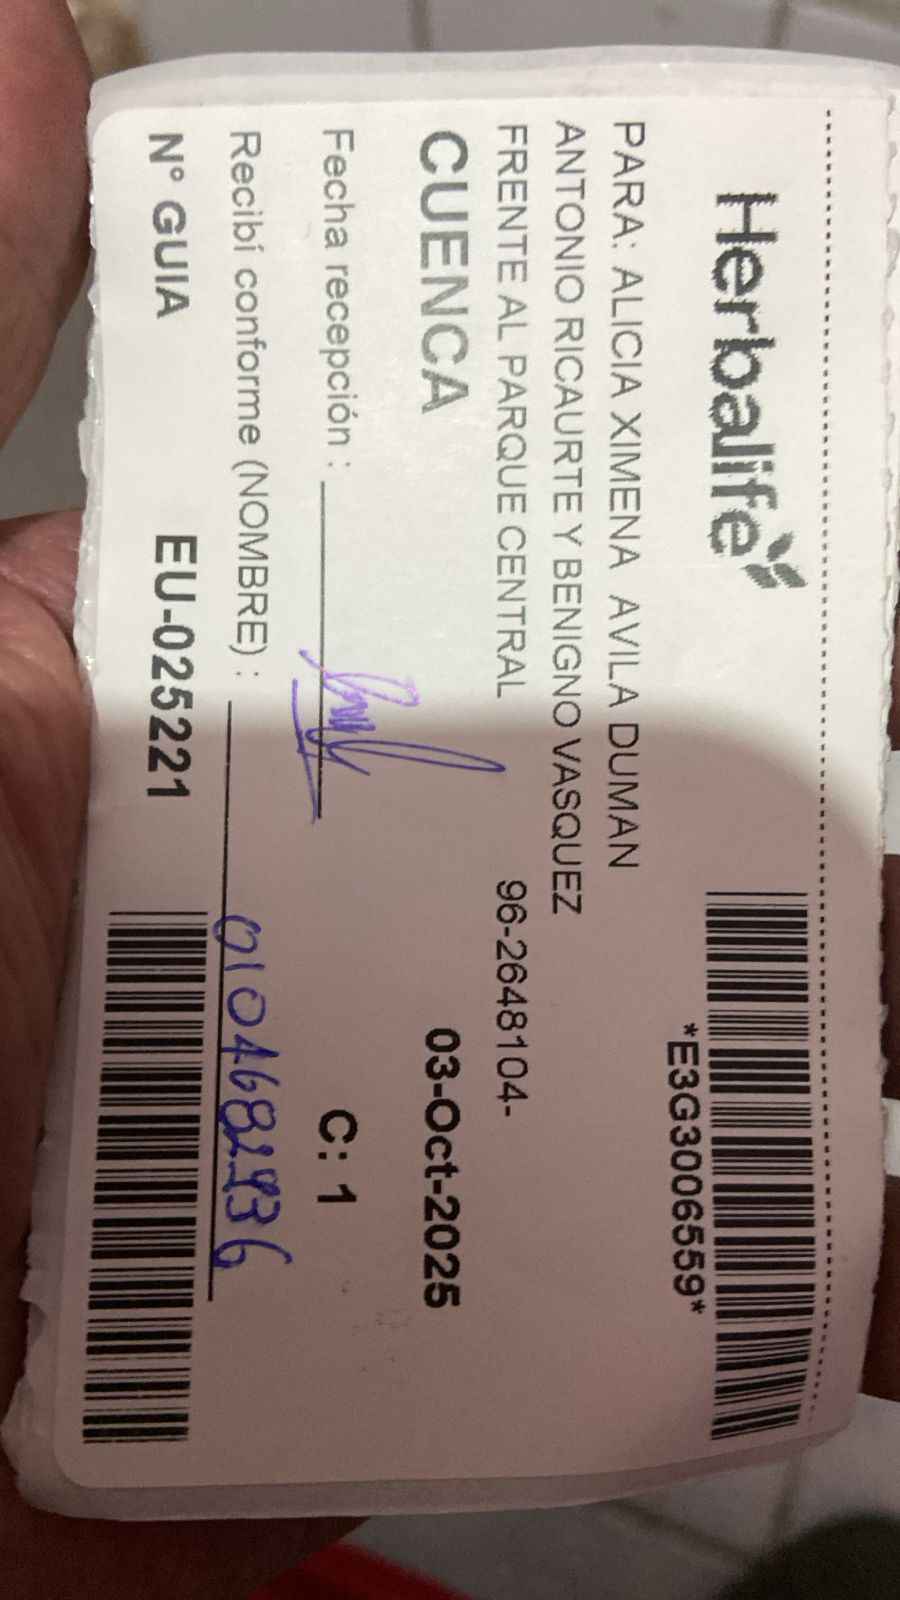 Herbalife
*E3G3006559*
PARA: ALICIA XIMENA AVILA DUMAN
ANTONIO RICAURTE Y BENIGNO VASQUEZ
FRENTE AL PARQUE CENTRAL 96-2648104-
CUENCA 03-Oct-2025
Fecha recepción : C: 1
Recibí conforme (NOMBRE) :
N° GUIA EU-025221